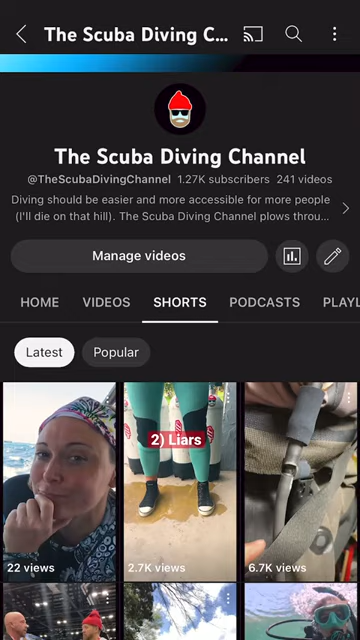 The Scuba Diving C...
The Scuba Diving Channel
@TheScubaDivingChannel 1.27K subscribers 241 videos
Diving should be easier and more accessible for more people
(I'll die on that hill). The Scuba Diving Channel plows throu...
Manage videos
HOME VIDEOS SHORTS PODCASTS PLAYL
Latest Popular
2) Liars
22 views 2.7K views 6.7K views